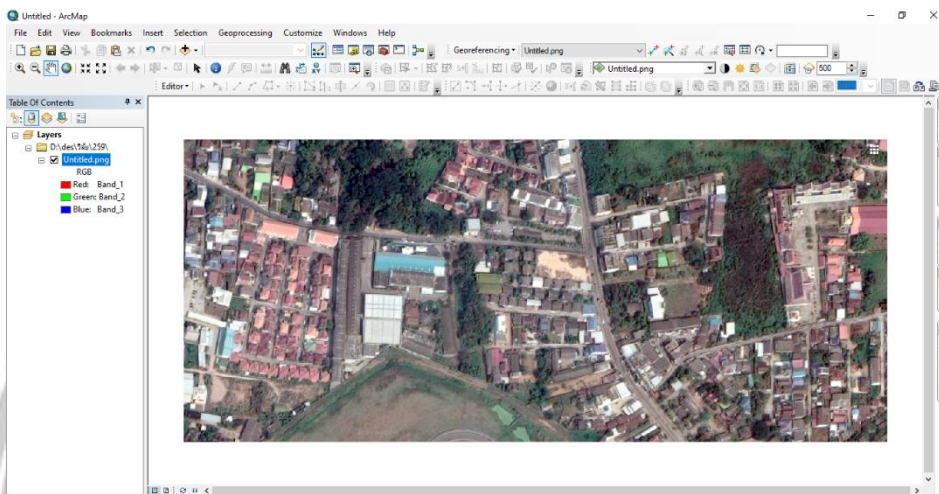 Untitled - ArcMap
File Edit View Bookmarks Insert Selection Geoprocessing Customize Windows Help
Georeferencing Untitled.png
Untitled.png 500
Editor
Table Of Contents
Layers
Untitled.png
RGB
Red: Band_1
Green: Band_2
Blue: Band_3